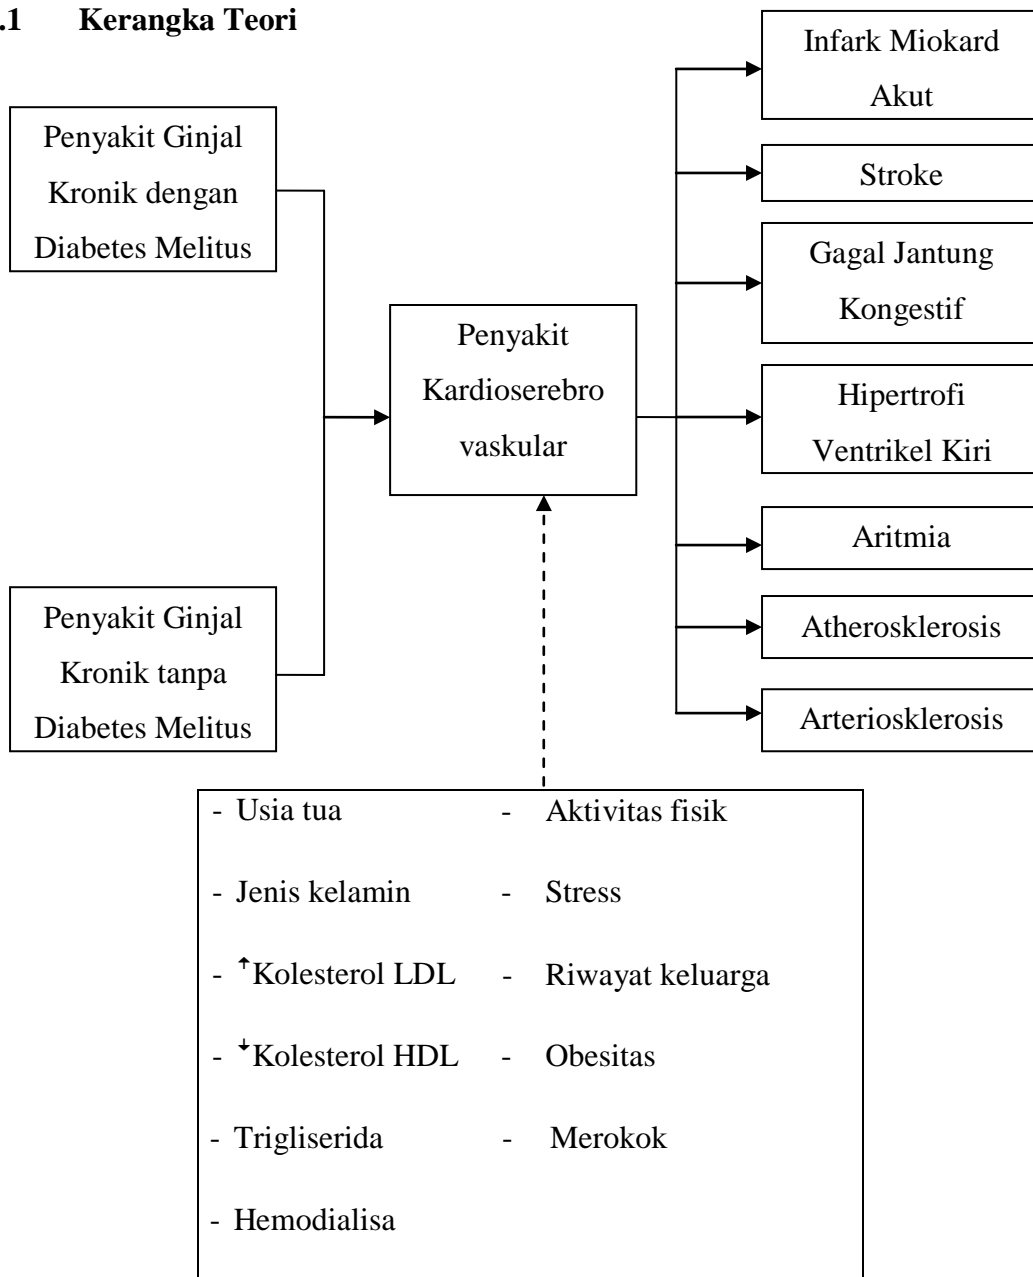 .1 Kerangka Teori
Penyakit Ginjal
Kronik dengan
Diabetes Melitus
Penyakit Ginjal
Kronik tanpa
Diabetes Melitus
Penyakit
Kardioserebro
vaskular
Infark Miokard
Akut
Stroke
Gagal Jantung
Kongestif
Hipertrofi
Ventrikel Kiri
Aritmia
Atherosklerosis
Arteriosklerosis
- Usia tua
- Jenis kelamin
- ↑Kolesterol LDL
- ↓Kolesterol HDL
- Trigliserida
- Hemodialisa
- Aktivitas fisik
- Stress
- Riwayat keluarga
- Obesitas
- Merokok